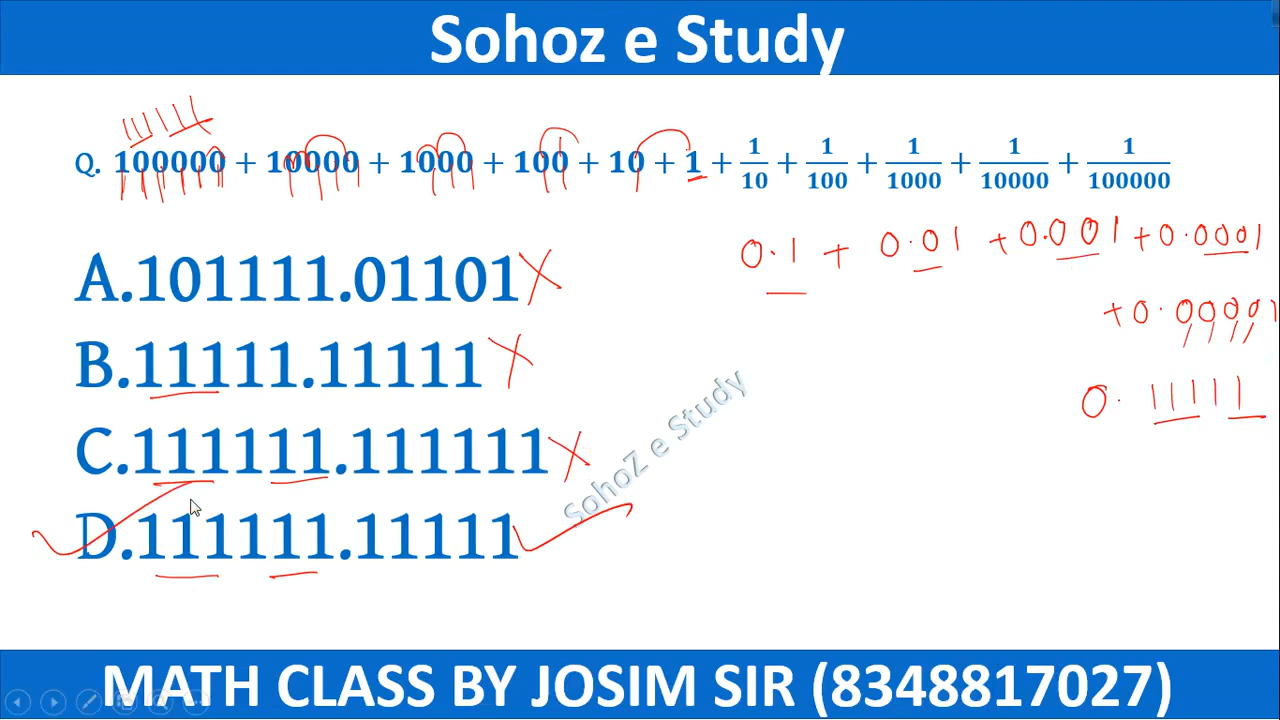 Sohoz e Study
111111
Q. 100000 + 10000 + 1000 + 100 + 10 + 1 + 1/10 + 1/100 + 1/1000 + 1/10000 + 1/100000
0.1 + 0.01 + 0.001 + 0.0001
+ 0.00001
0.11111
A.101111.01101
B.11111.11111
C.111111.111111
D.111111.11111
SohoZ e Study
MATH CLASS BY JOSIM SIR (8348817027)